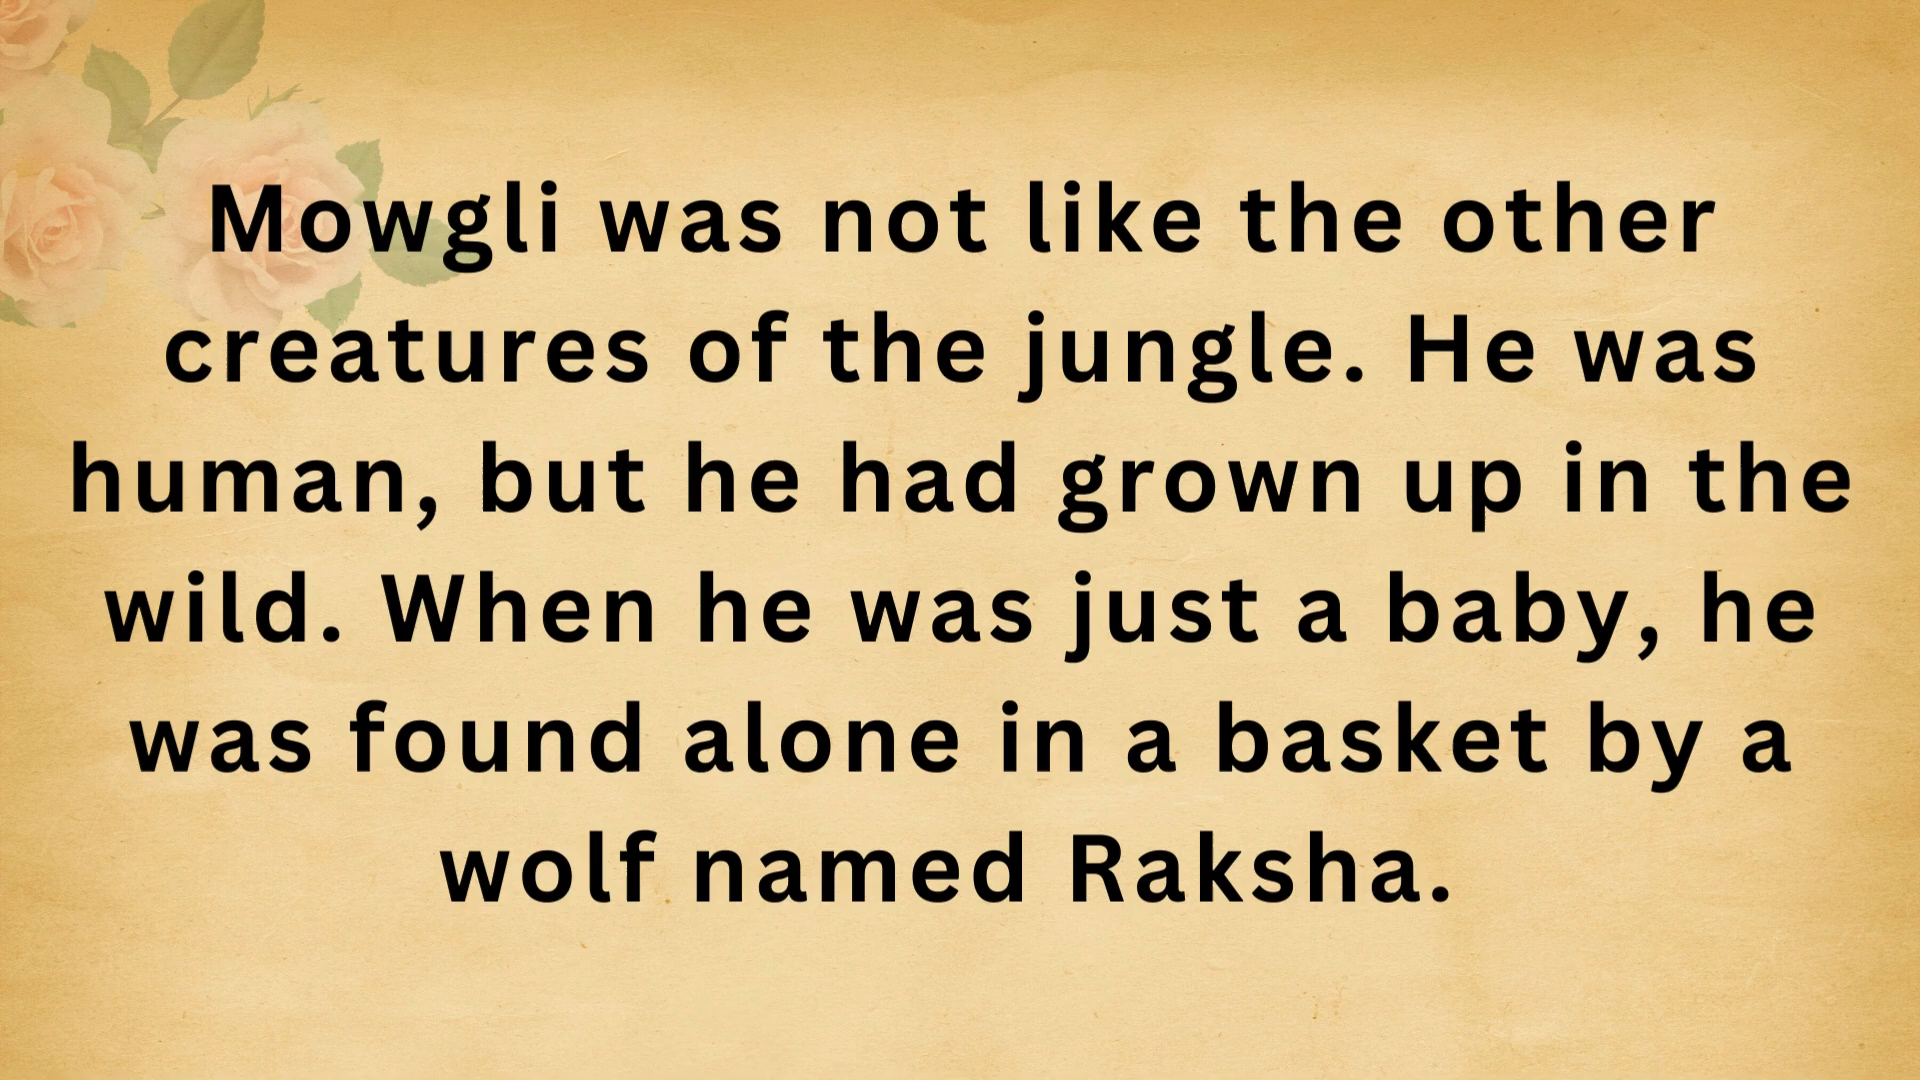 Mowgli was not like the other
creatures of the jungle. He was
human, but he had grown up in the
wild. When he was just a baby, he
was found alone in a basket by a
wolf named Raksha.